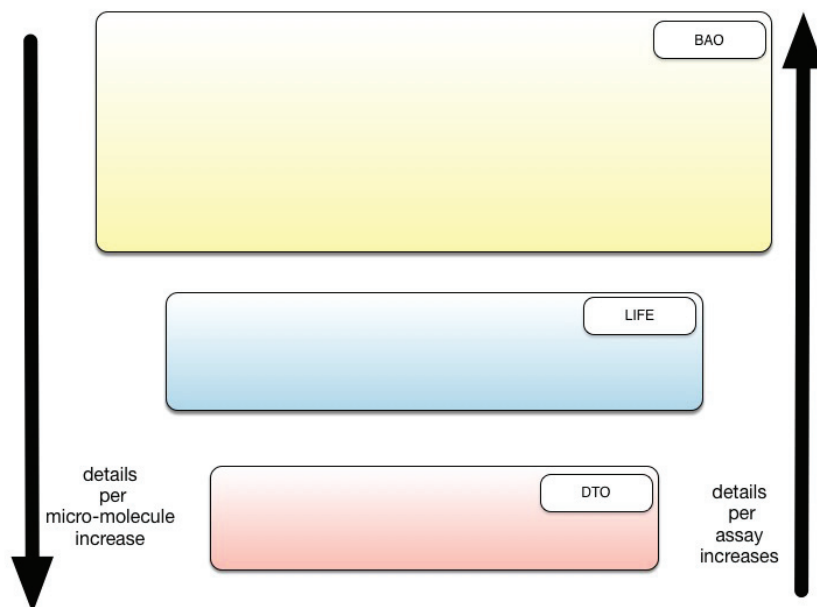 BAO
LIFE
DTO
details
per
micro-molecule
increase
details
per
assay
increases